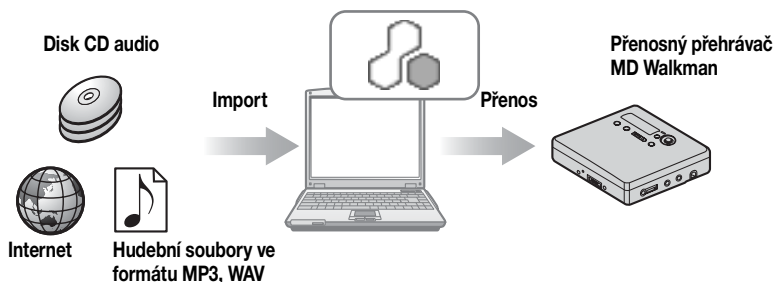 Disk CD audio
Import
Přenos
Přenosný přehrávač
MD Walkman
Internet
Hudební soubory ve
formátu MP3, WAV